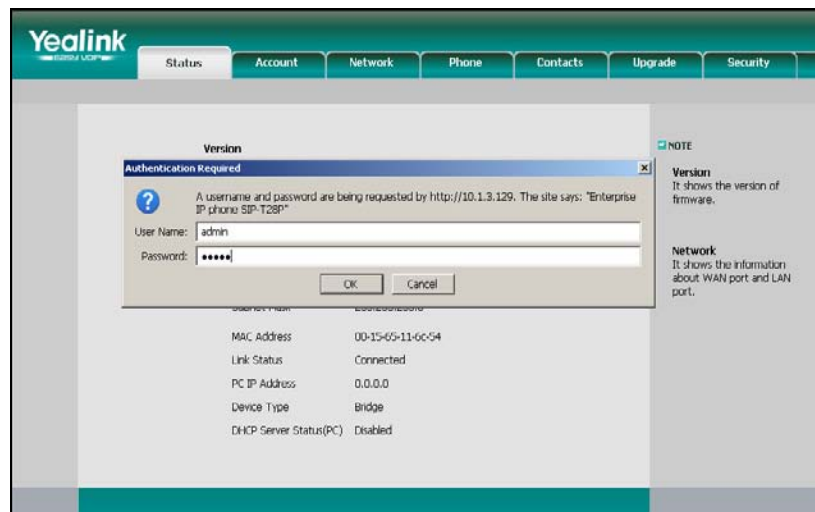 Yealink
EASY VOIP
Status Account Network Phone Contacts Upgrade Security
Version
NOTE
Version
It shows the version of
firmware.
Network
It shows the information
about WAN port and LAN
port.
Authentication Required
A username and password are being requested by http://10.1.3.129. The site says: "Enterprise
IP phone SIP-T28P"
User Name: admin
Password: •••••
OK Cancel
MAC Address 00-15-65-11-6c-54
Link Status Connected
PC IP Address 0.0.0.0
Device Type Bridge
DHCP Server Status(PC) Disabled